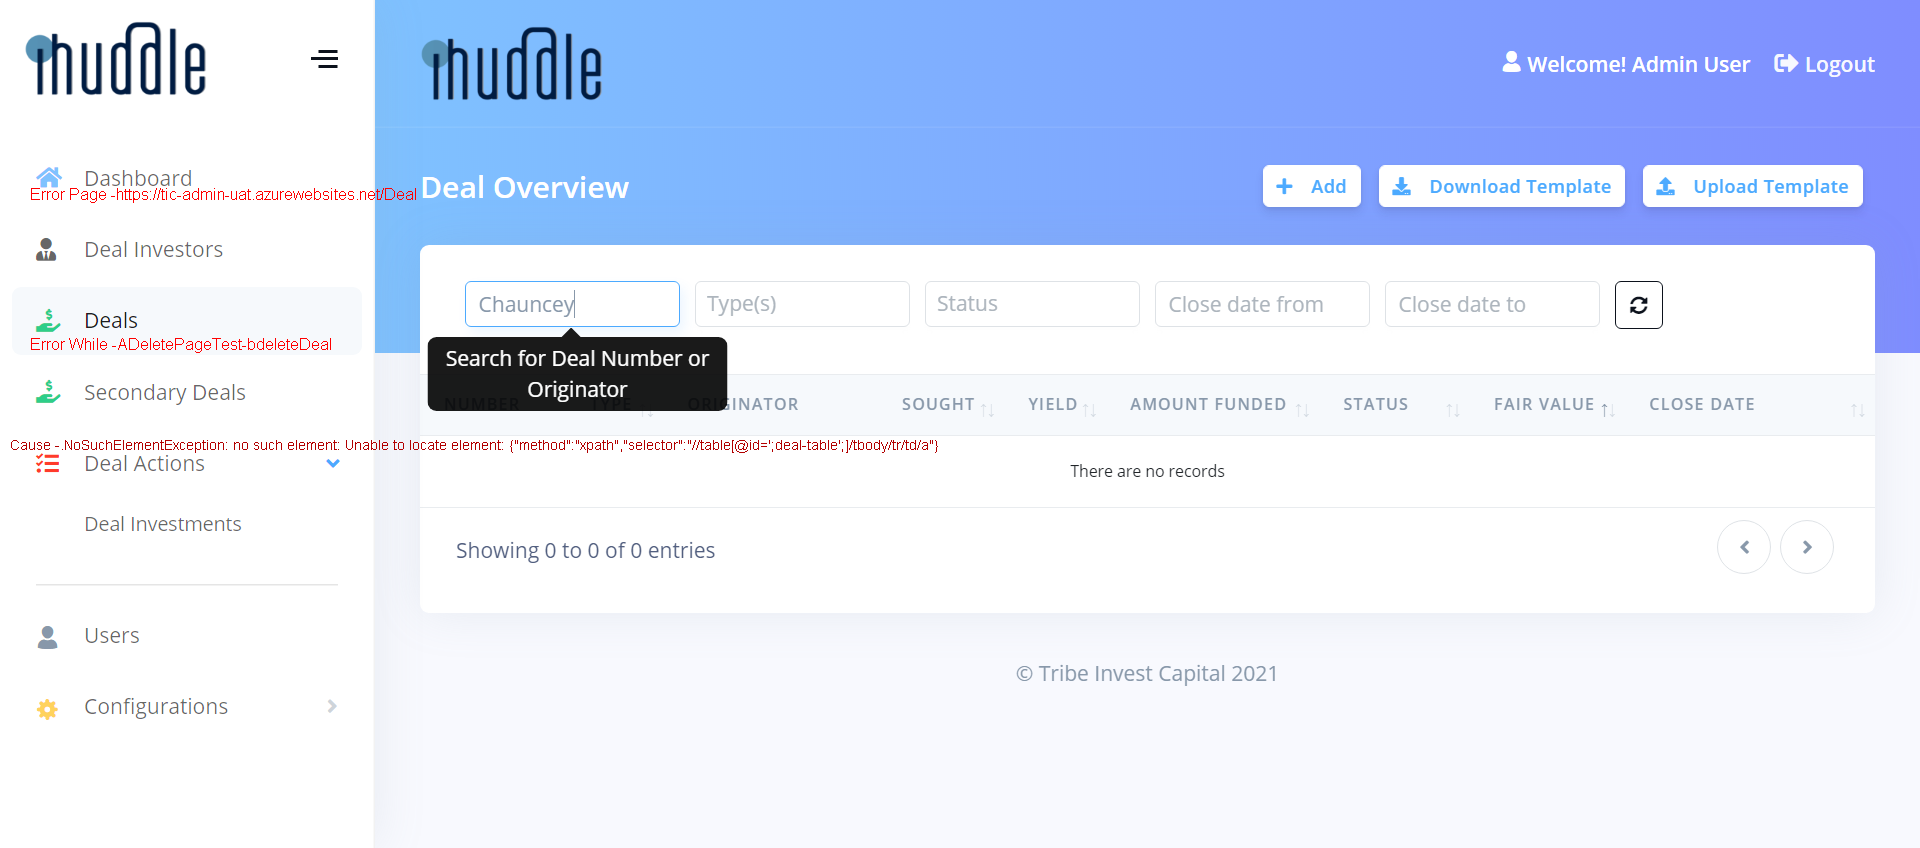 ihuddle
ihuddle
Welcome! Admin User
Logout
Dashboard
Error Page -https://tic-admin-uat.azurewebsites.net/Deal
Deal Overview
Add
Download Template
Upload Template
Deal Investors
Deals
Error While -ADeletePageTest-bdeleteDeal
Secondary Deals
Chauncey
Type(s)
Status
Close date from
Close date to
Search for Deal Number or
Originator
NUMBER TYPE ORIGINATOR SOUGHT YIELD AMOUNT FUNDED STATUS FAIR VALUE CLOSE DATE
Cause - .NoSuchElementException: no such element: Unable to locate element: {"method":"xpath","selector":"//table[@id=';deal-table';]/tbody/tr/td/a"}
Deal Actions
There are no records
Deal Investments
Showing 0 to 0 of 0 entries
Users
Configurations
© Tribe Invest Capital 2021